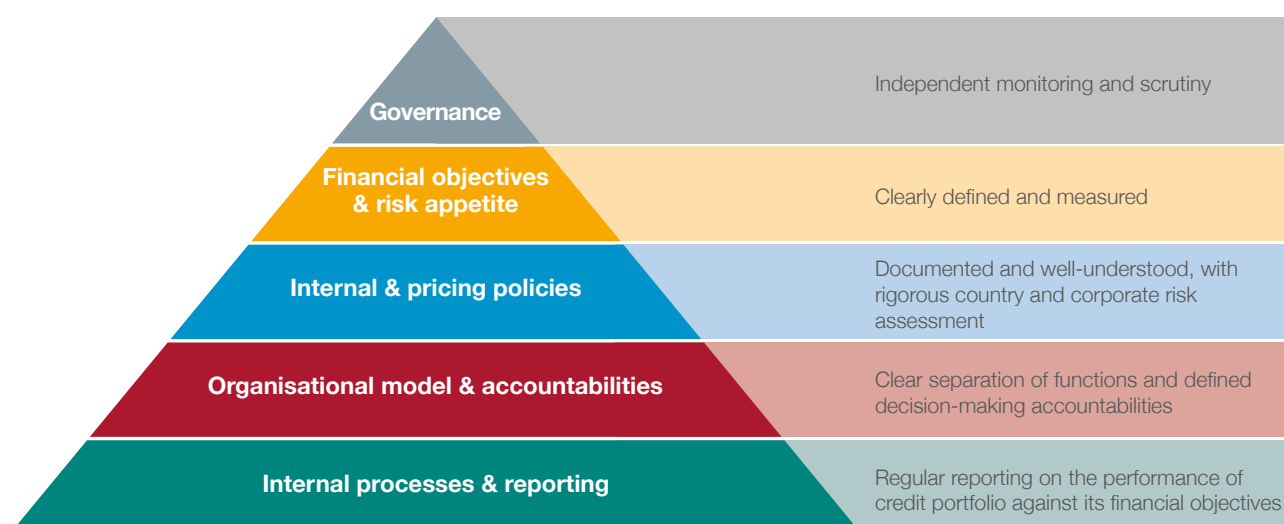 Governance
Independent monitoring and scrutiny
Financial objectives
& risk appetite
Clearly defined and measured
Internal & pricing policies
Documented and well-understood, with
rigorous country and corporate risk
assessment
Organisational model & accountabilities
Clear separation of functions and defined
decision-making accountabilities
Internal processes & reporting
Regular reporting on the performance of
credit portfolio against its financial objectives